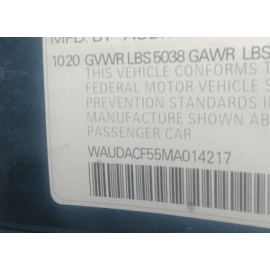 MFD. BY
1020 GVWR LBS 5038 GAWR LBS
THIS VEHICLE CONFORMS
FEDERAL MOTOR VEHICLE
PREVENTION STANDARDS
MANUFACTURE SHOWN ABOVE
PASSENGER CAR
WAUDACF55MA014217